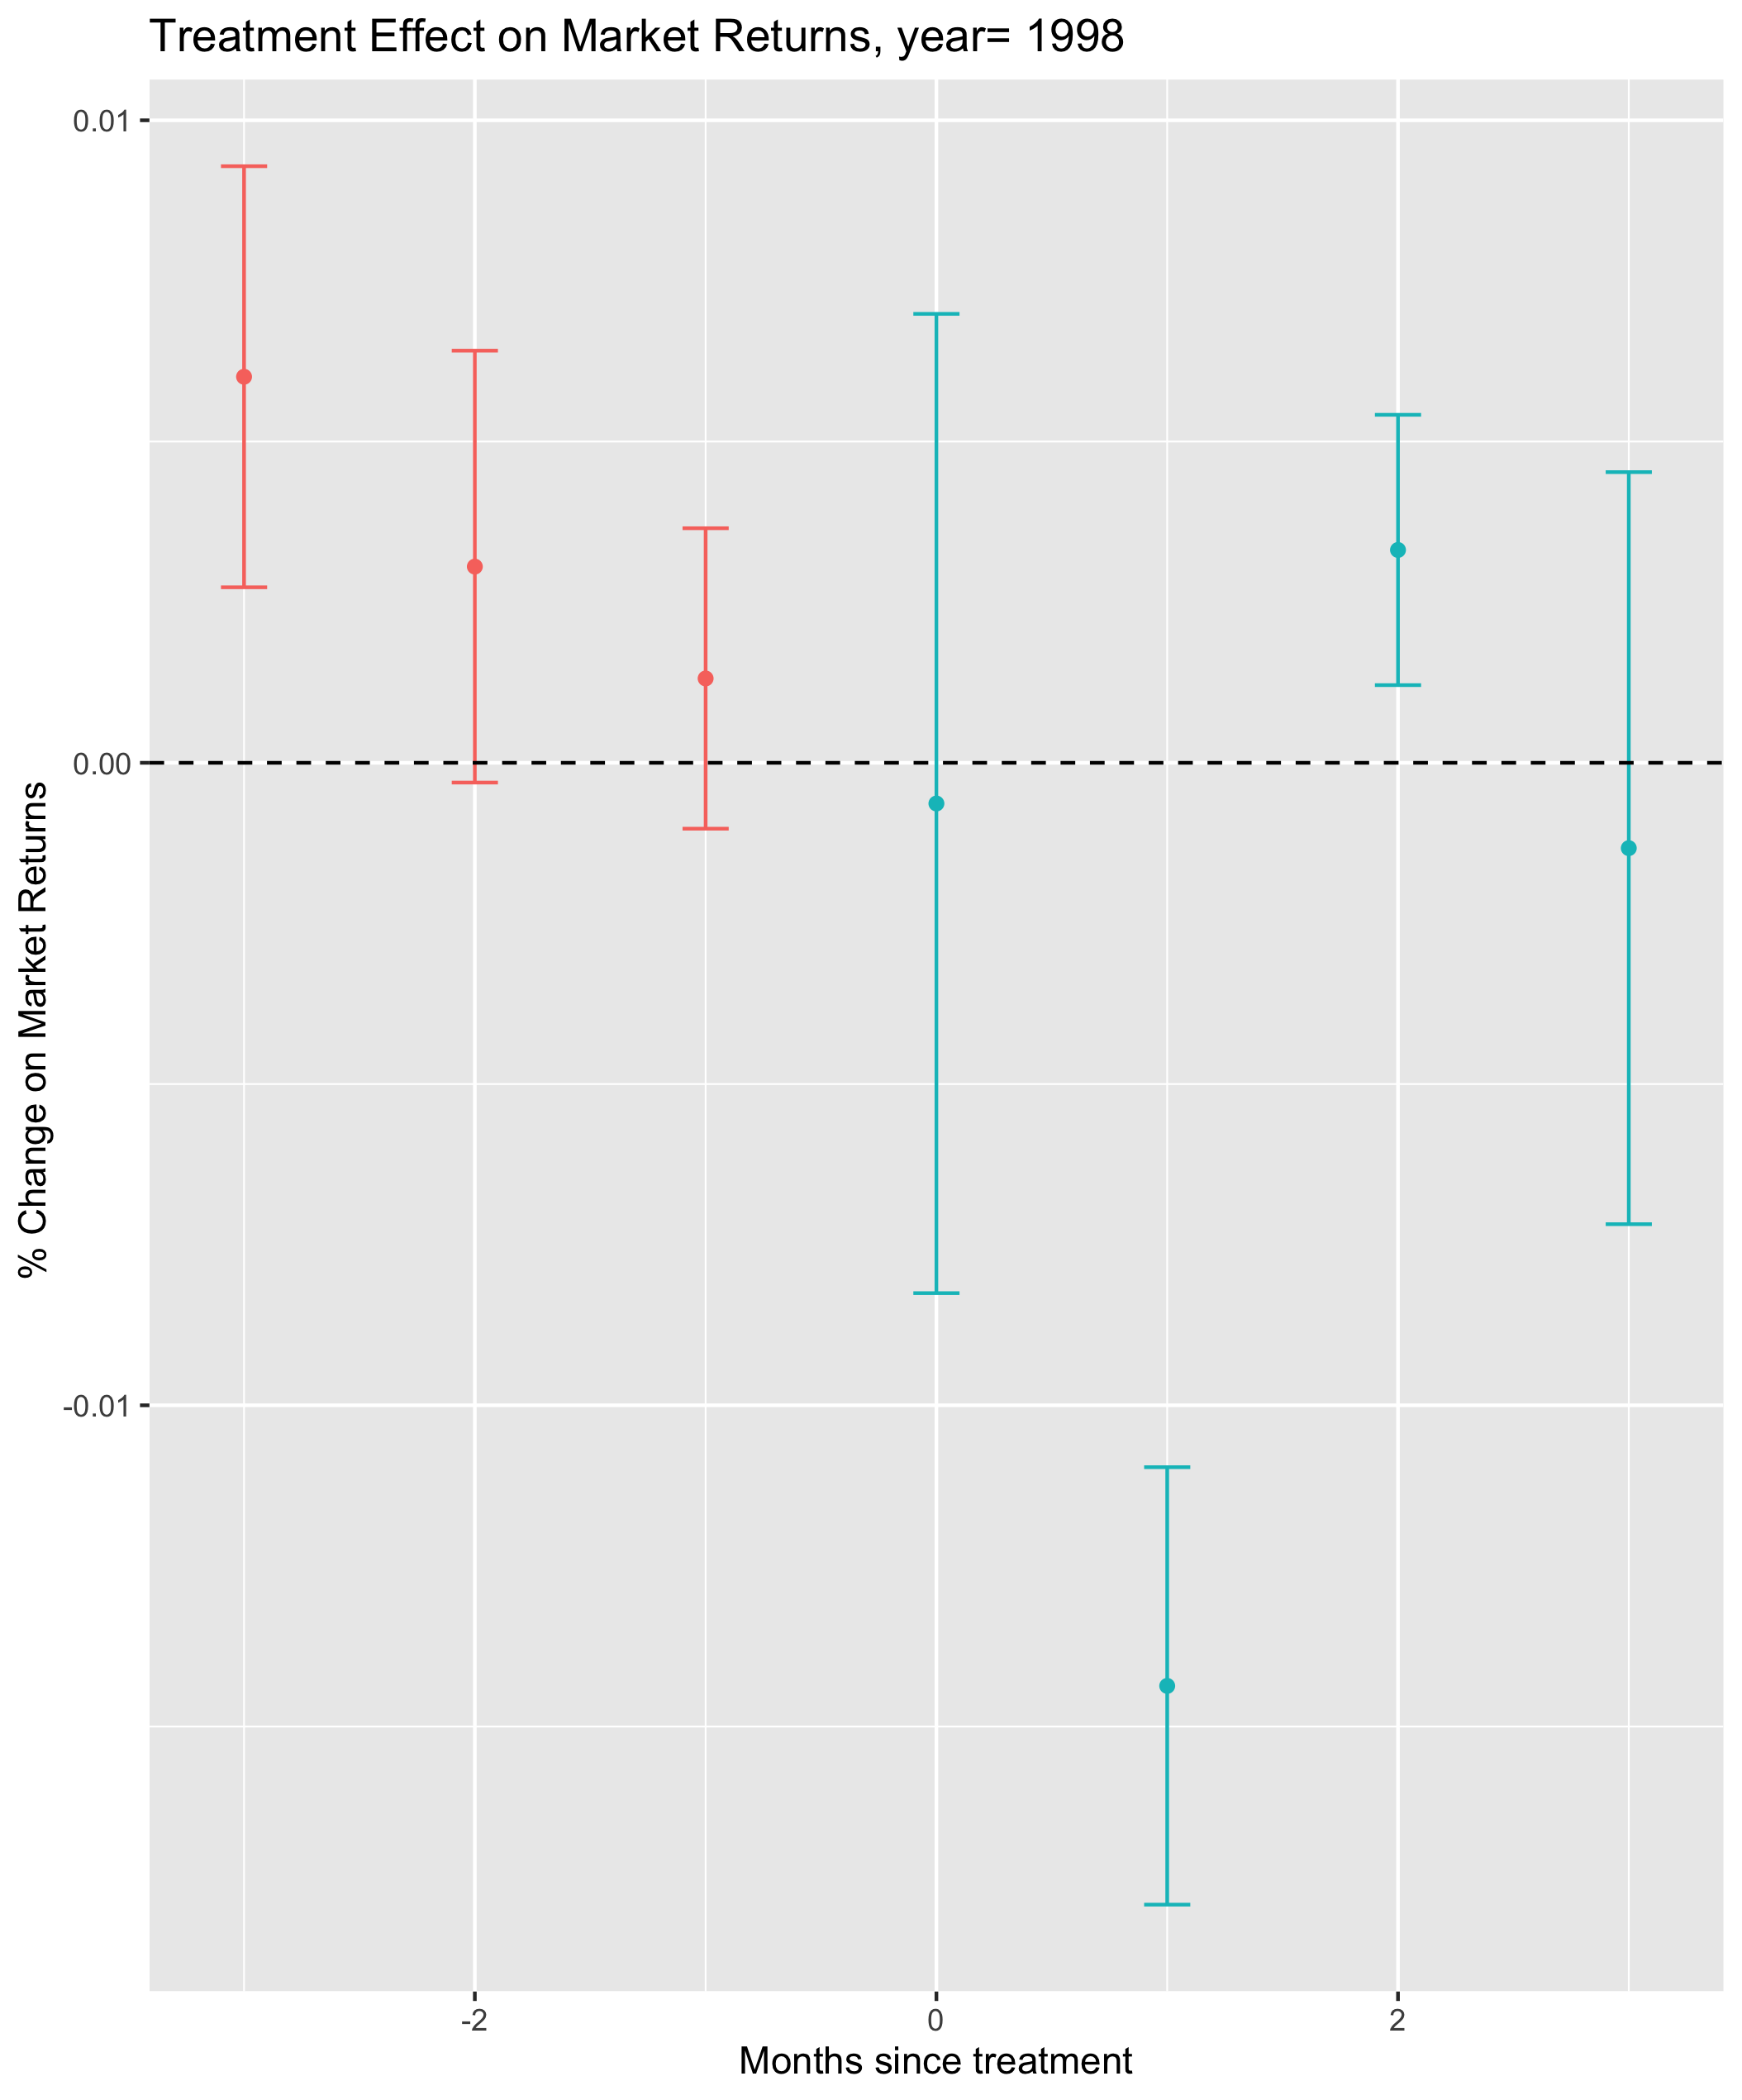 Treatment Effect on Market Returns, year= 1998
0.01
0.00
-0.01
% Change on Market Returns
-2
0
2
Months since treatment